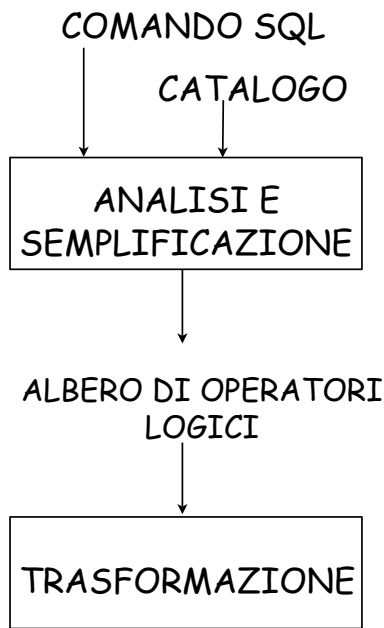 COMANDO SQL
CATALOGO
ANALISI E
SEMPLIFICAZIONE
ALBERO DI OPERATORI
LOGICI
TRASFORMAZIONE